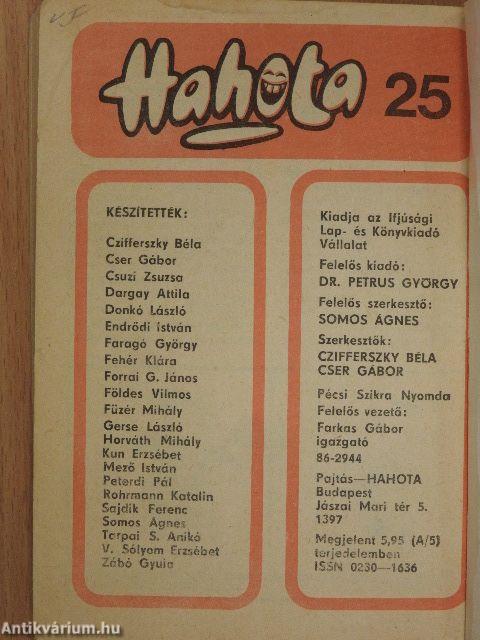 Hahota 25
KÉSZÍTETTÉK:
Czifferszky Béla
Cser Gábor
Csuzi Zsuzsa
Dargay Attila
Donkó László
Endrődi István
Faragó György
Fehér Klára
Forrai G. János
Földes Vilmos
Füzér Mihály
Gerse László
Horváth Mihály
Kun Erzsébet
Mező István
Peterdi Pál
Rohrmann Katalin
Sajdik Ferenc
Somos Ágnes
Tarpai S. Anikó
V. Sólyom Erzsébet
Zábó Gyula
Kiadja az Ifjúsági
Lap- és Könyvkiadó
Vállalat
Felelős kiadó:
DR. PETRUS GYÖRGY
Felelős szerkesztő:
SOMOS ÁGNES
Szerkesztők:
CZIFFERSZKY BÉLA
CSER GÁBOR
Pécsi Szikra Nyomda
Felelős vezető:
Farkas Gábor
igazgató
86-2944
Pajtás—HAHOTA
Budapest
Jászai Mari tér 5.
1397
Megjelent 5,95 (A/5)
terjedelemben
ISSN 0230—1636
Antikvárium.hu